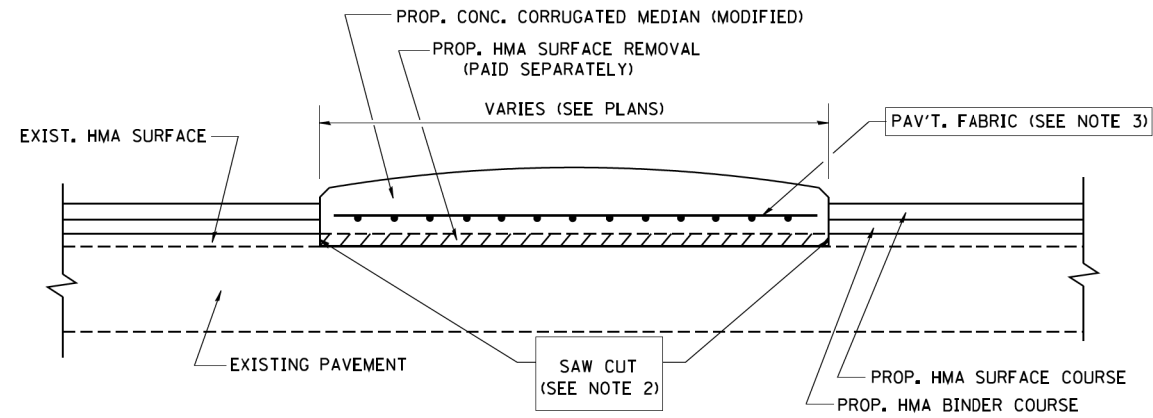 PROP. CONC. CORRUGATED MEDIAN (MODIFIED)
PROP. HMA SURFACE REMOVAL
(PAID SEPARATELY)
VARIES (SEE PLANS)
EXIST. HMA SURFACE
PAV'T. FABRIC (SEE NOTE 3)
EXISTING PAVEMENT
SAW CUT
(SEE NOTE 2)
PROP. HMA SURFACE COURSE
PROP. HMA BINDER COURSE